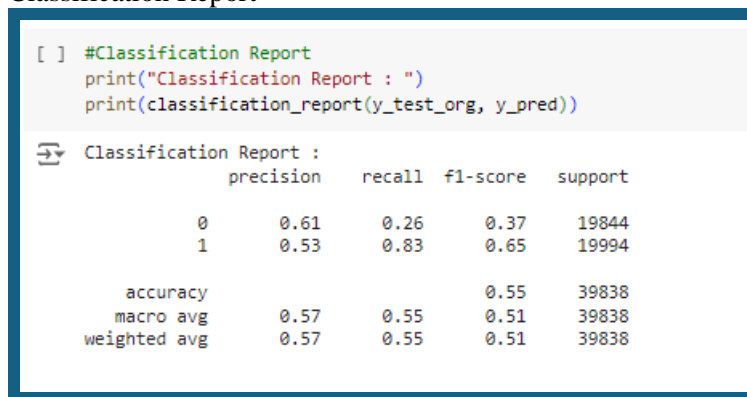 [ ] #Classification Report
print("Classification Report : ")
print(classification_report(y_test_org, y_pred))
Classification Report :
precision recall f1-score support
0 0.61 0.26 0.37 19844
1 0.53 0.83 0.65 19994
accuracy 0.55 39838
macro avg 0.57 0.55 0.51 39838
weighted avg 0.57 0.55 0.51 39838